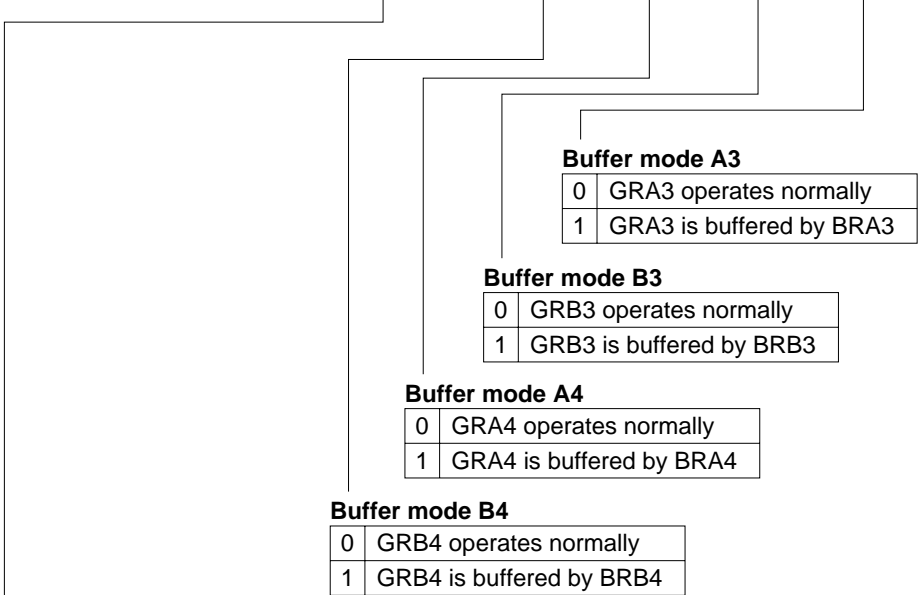 Buffer mode A3
0 GRA3 operates normally
1 GRA3 is buffered by BRA3
Buffer mode B3
0 GRB3 operates normally
1 GRB3 is buffered by BRB3
Buffer mode A4
0 GRA4 operates normally
1 GRA4 is buffered by BRA4
Buffer mode B4
0 GRB4 operates normally
1 GRB4 is buffered by BRB4